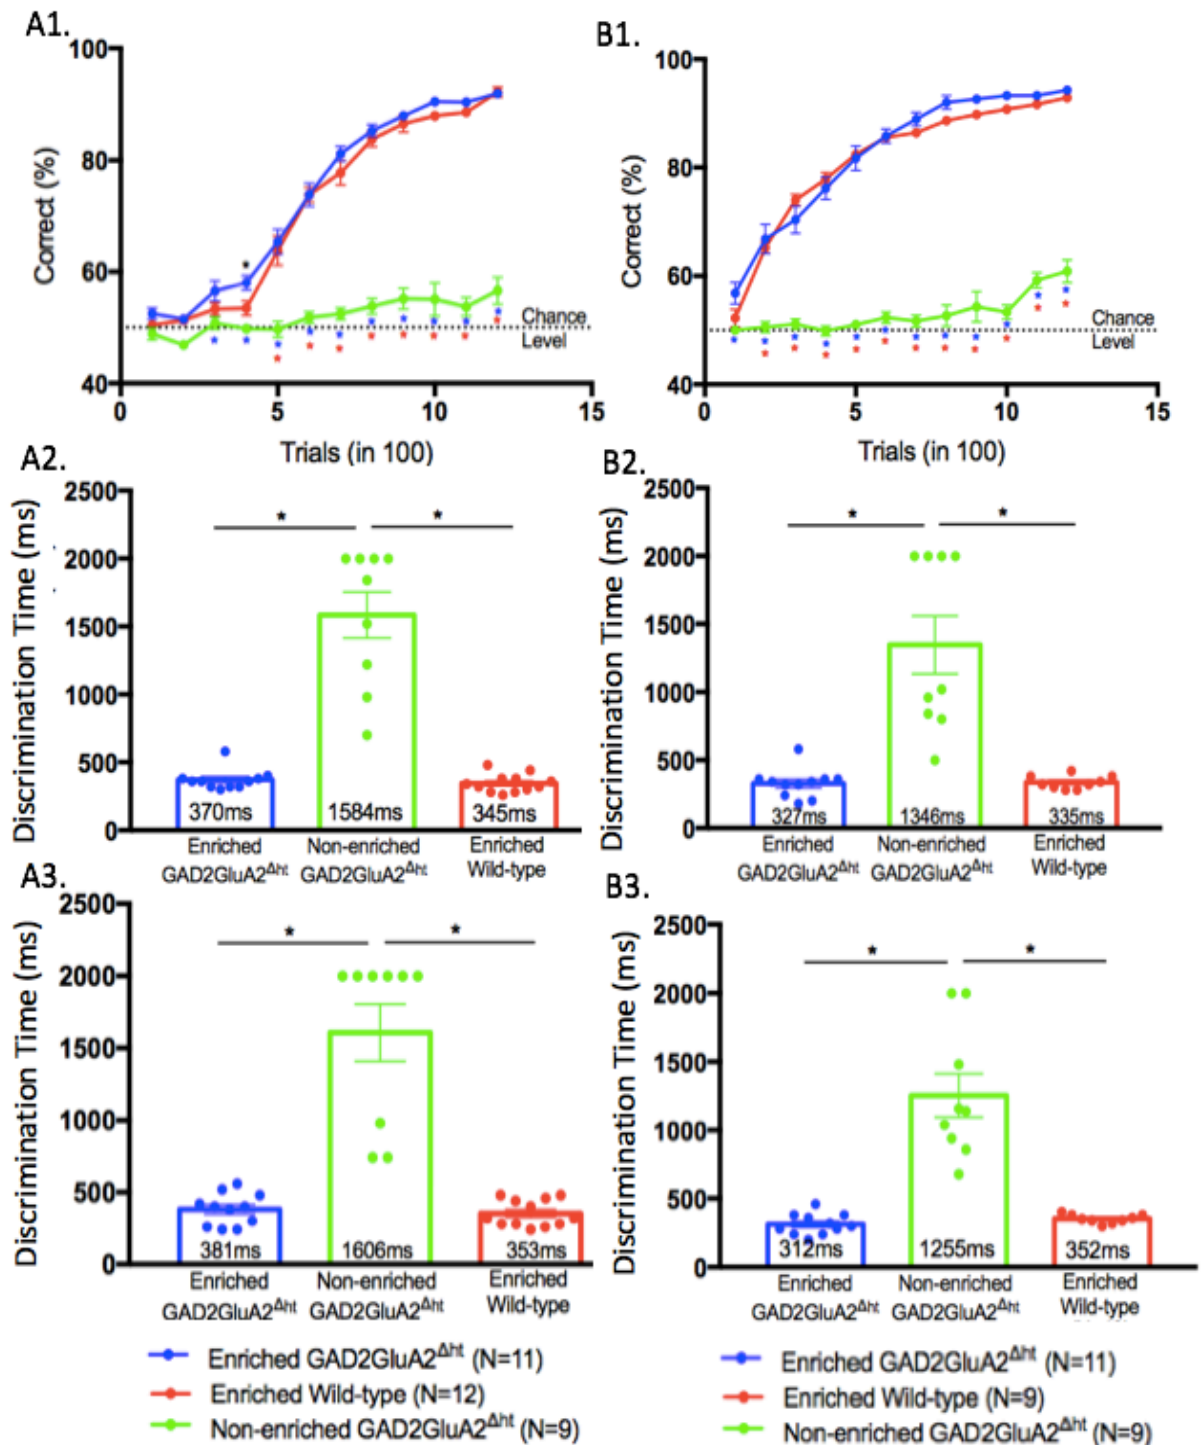 A1.
100
80
60
40
Correct (%)
*
Chance
Level
* * * * * * * * * *
* * * * * * * *
0 5 10 15
Trials (in 100)
B1.
100
80
60
40
Correct (%)
Chance
Level
* * * * * * * * * * * *
* * * * * * * * * * *
0 5 10 15
Trials (in 100)
A2.
Discrimination Time (ms)
2500
2000
1500
1000
500
0
* *
370ms 1584ms 345ms
Enriched Non-enriched Enriched
GAD2GluA2Δht GAD2GluA2Δht Wild-type
B2.
Discrimination Time (ms)
2500
2000
1500
1000
500
0
* *
327ms 1346ms 335ms
Enriched Non-enriched Enriched
GAD2GluA2Δht GAD2GluA2Δht Wild-type
A3.
Discrimination Time (ms)
2500
2000
1500
1000
500
0
* *
381ms 1606ms 353ms
Enriched Non-enriched Enriched
GAD2GluA2Δht GAD2GluA2Δht Wild-type
B3.
Discrimination Time (ms)
2500
2000
1500
1000
500
0
* *
312ms 1255ms 352ms
Enriched Non-enriched Enriched
GAD2GluA2Δht GAD2GluA2Δht Wild-type
Enriched GAD2GluA2Δht (N=11)
Enriched Wild-type (N=12)
Non-enriched GAD2GluA2Δht (N=9)
Enriched GAD2GluA2Δht (N=11)
Enriched Wild-type (N=9)
Non-enriched GAD2GluA2Δht (N=9)